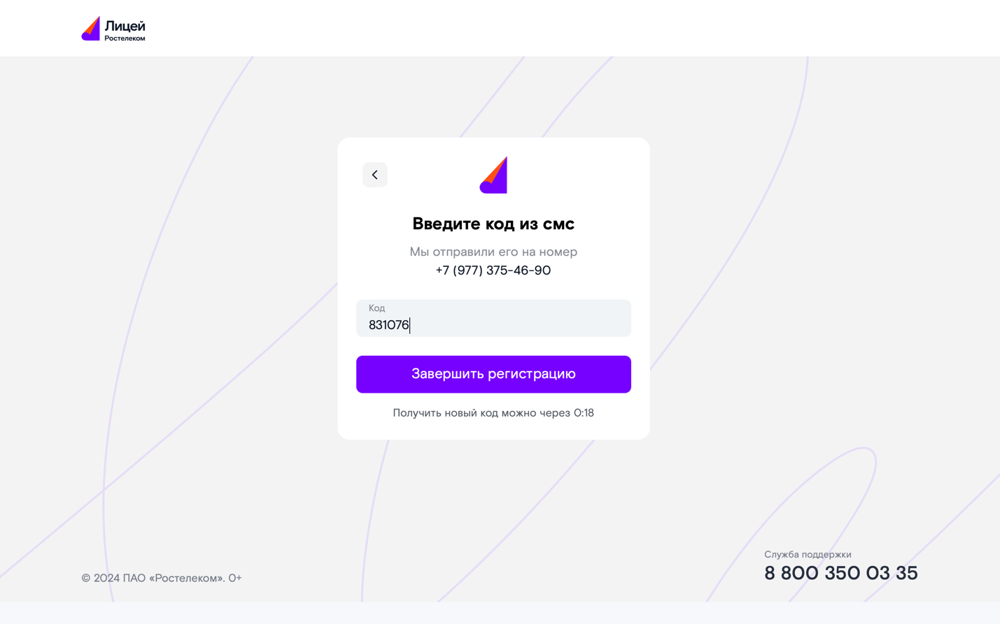 Лицей
Ростелеком
Введите код из смс
Мы отправили его на номер
+7 (977) 375-46-90
Код
831076
Завершить регистрацию
Получить новый код можно через 0:18
© 2024 ПАО «Ростелеком». 0+
Служба поддержки
8 800 350 03 35